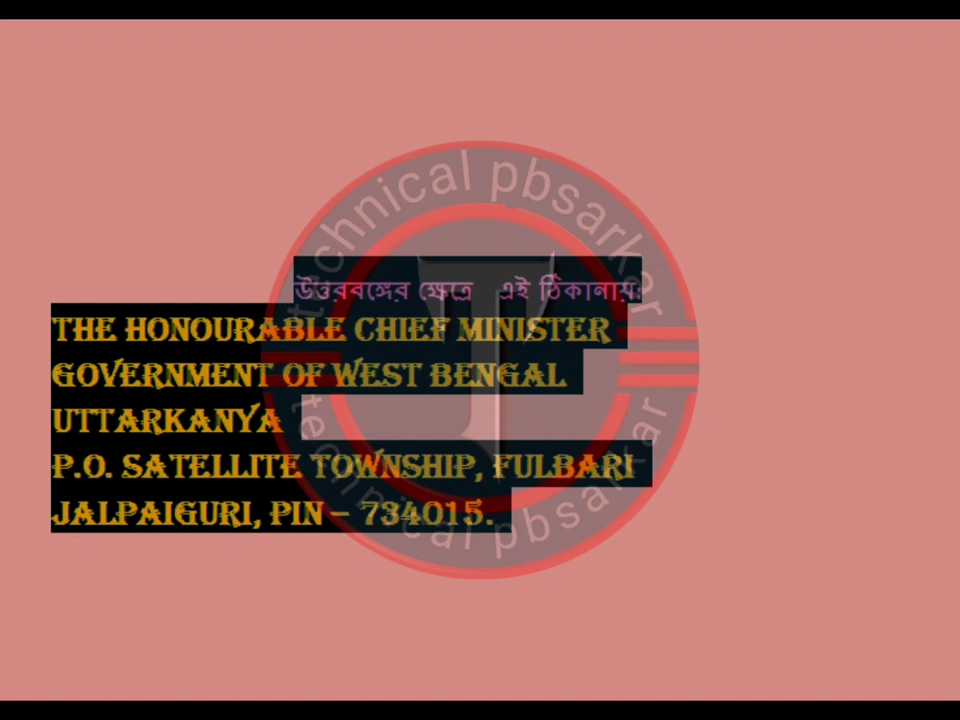 technical pbsarker
উত্তরবঙ্গের ক্ষেত্রে এই ঠিকানায়:
THE HONOURABLE CHIEF MINISTER
GOVERNMENT OF WEST BENGAL
UTTARKANYA
P.O. SATELLITE TOWNSHIP, FULBARI
JALPAIGURI, PIN – 734015.
technical pbsarkar